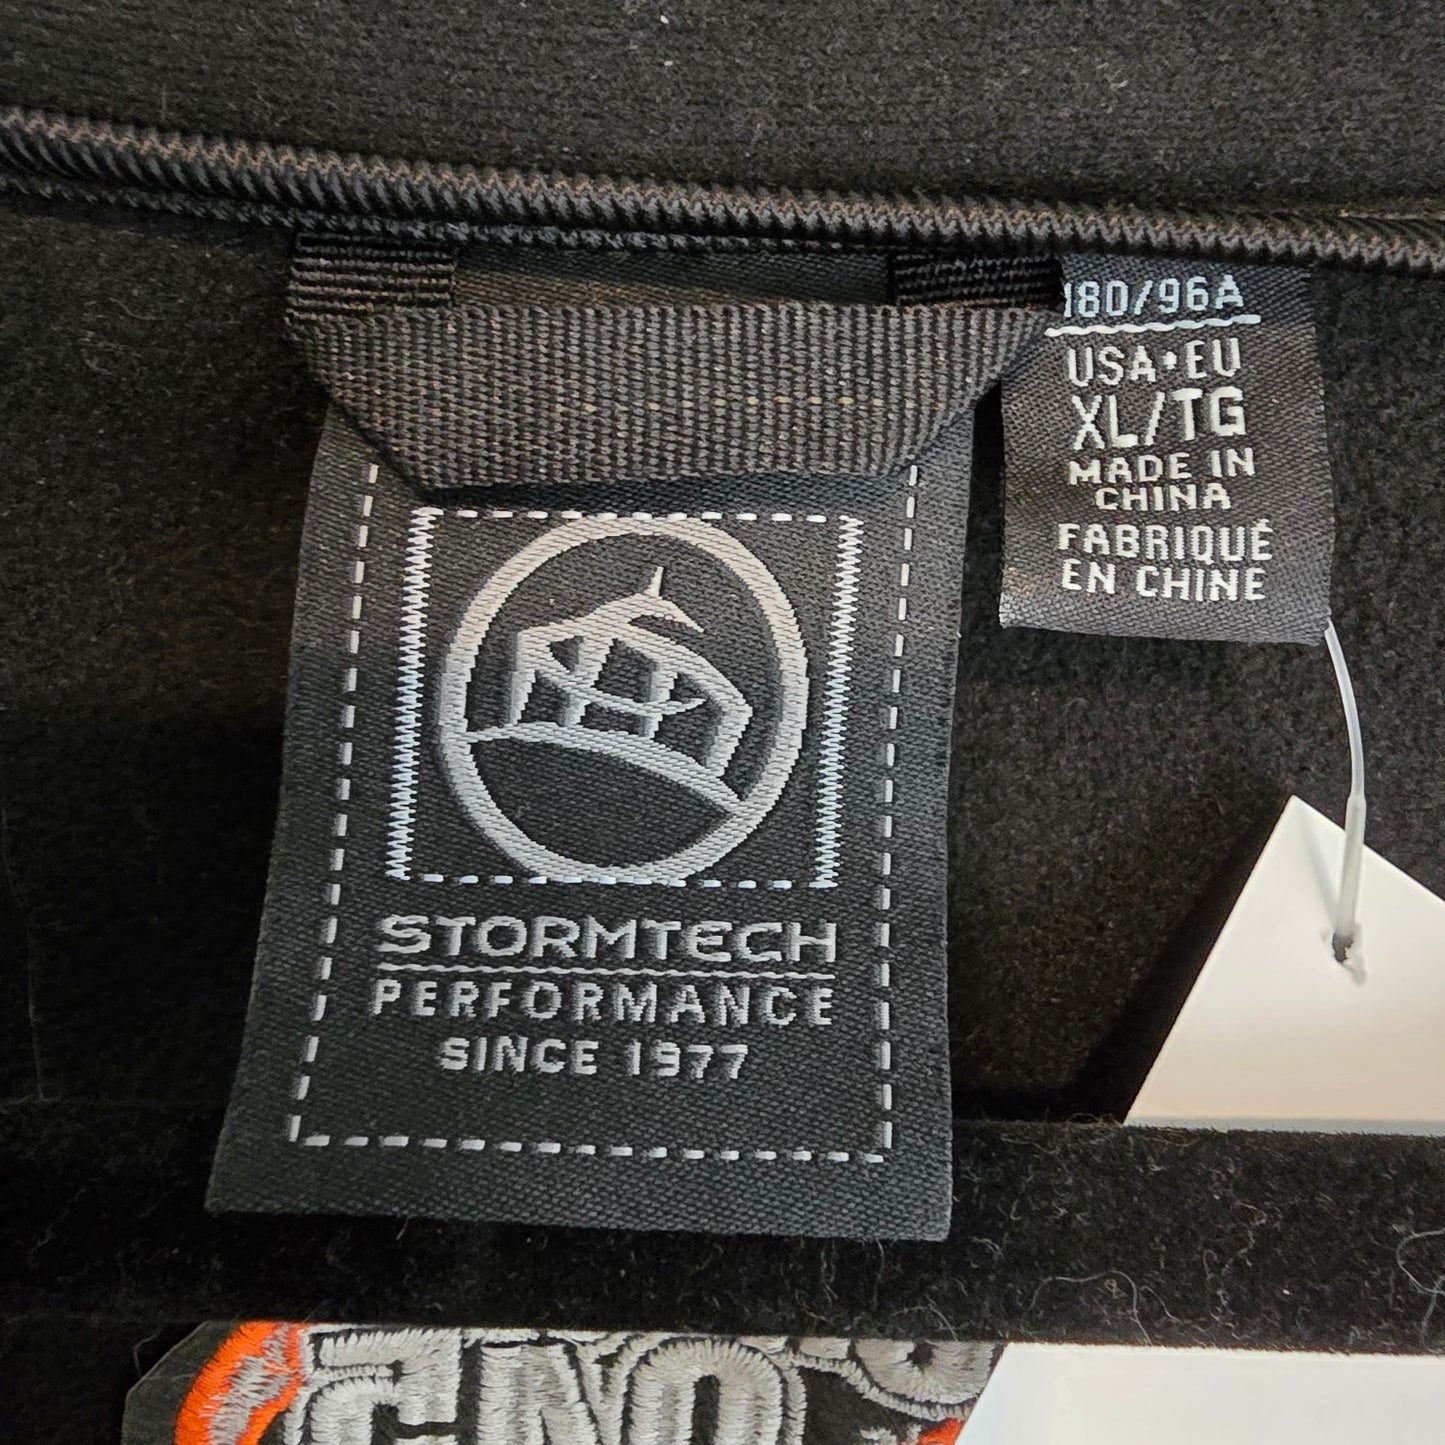 STORMTECH
PERFORMANCE
SINCE 1977
180/96A
USA•EU
XL/TG
MADE IN
CHINA
FABRIQUÉ
EN CHINE